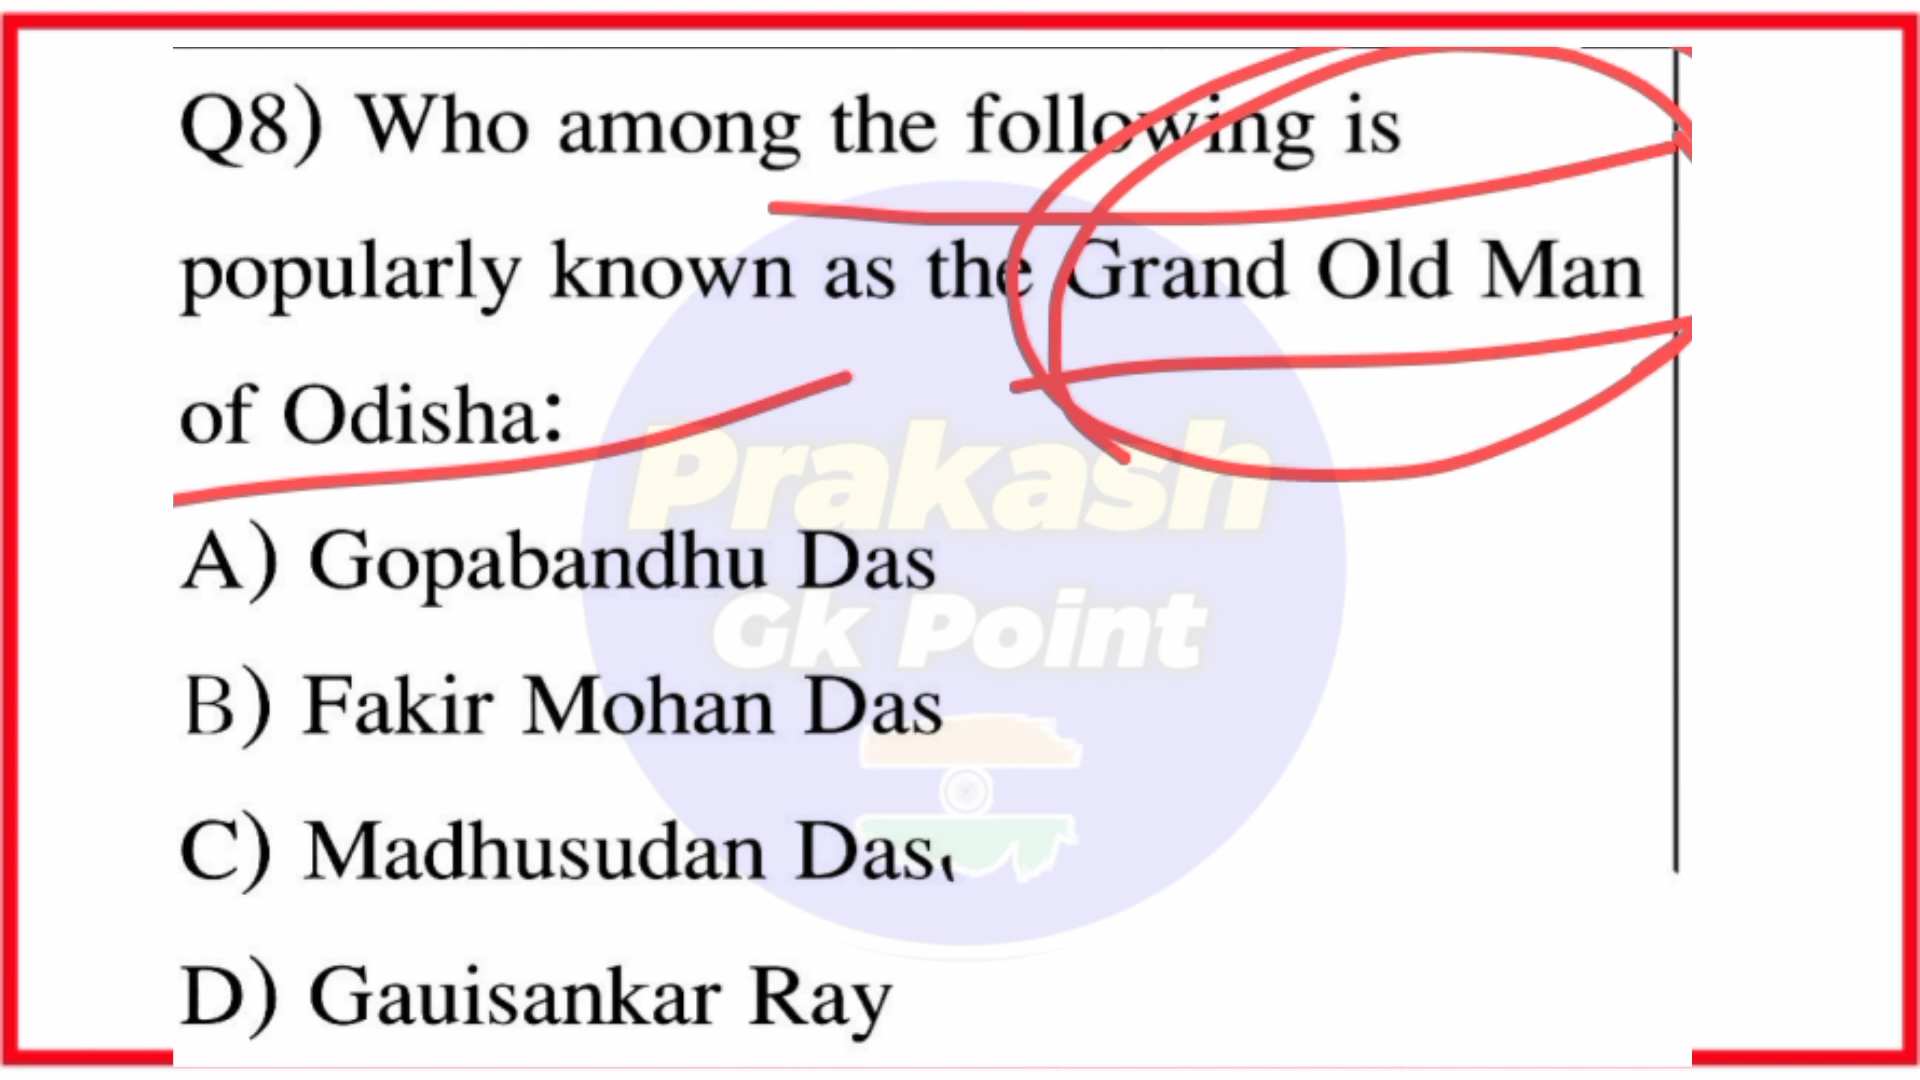 Q8) Who among the following is
popularly known as the Grand Old Man
of Odisha:
Prakash
A) Gopabandhu Das
Gk Point
B) Fakir Mohan Das
C) Madhusudan Das
D) Gauisankar Ray